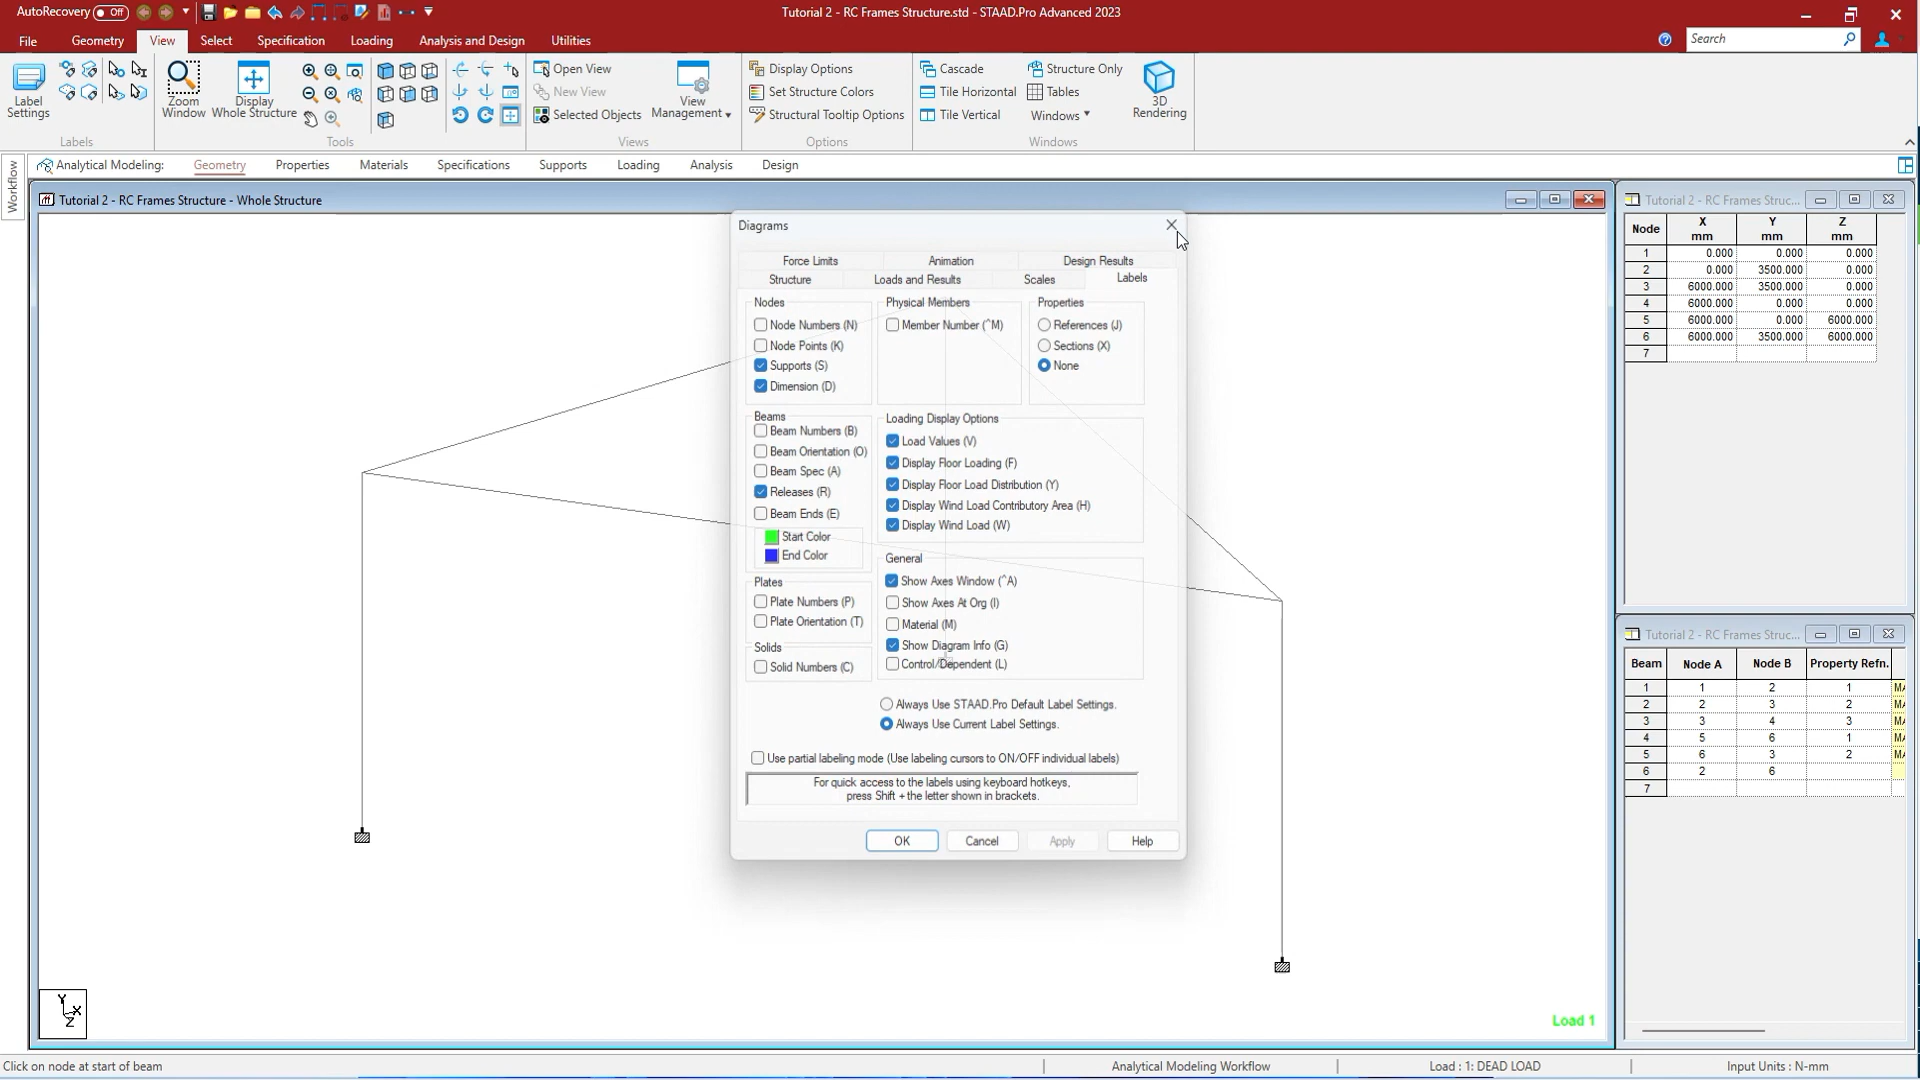 AutoRecovery Off
Tutorial 2 - RC Frames Structure.std - STAAD.Pro Advanced 2023
File Geometry View Select Specification Loading Analysis and Design Utilities
Search
Label Settings
Labels
Zoom Window
Display Whole Structure
Tools
Open View
New View
Selected Objects
View Management
Views
Display Options
Set Structure Colors
Structural Tooltip Options
Options
Cascade
Tile Horizontal
Tile Vertical
Structure Only
Tables
Windows
Windows
3D Rendering
Workflow
Analytical Modeling: Geometry Properties Materials Specifications Supports Loading Analysis Design
Tutorial 2 - RC Frames Structure - Whole Structure
Diagrams
Force Limits Animation Design Results
Structure Loads and Results Scales Labels
Nodes
Node Numbers (N)
Node Points (K)
Supports (S)
Dimension (D)
Physical Members
Member Number (^M)
Properties
References (J)
Sections (X)
None
Beams
Beam Numbers (B)
Beam Orientation (O)
Beam Spec (A)
Releases (R)
Beam Ends (E)
Start Color
End Color
Loading Display Options
Load Values (V)
Display Floor Loading (F)
Display Floor Load Distribution (Y)
Display Wind Load Contributory Area (H)
Display Wind Load (W)
Plates
Plate Numbers (P)
Plate Orientation (T)
Solids
Solid Numbers (C)
General
Show Axes Window (^A)
Show Axes At Org (I)
Material (M)
Show Diagram Info (G)
Control/Dependent (L)
Always Use STAAD.Pro Default Label Settings.
Always Use Current Label Settings.
Use partial labeling mode (Use labeling cursors to ON/OFF individual labels)
For quick access to the labels using keyboard hotkeys,
press Shift + the letter shown in brackets.
OK Cancel Apply Help
Y
X
Z
Load 1
Tutorial 2 - RC Frames Struc...
Node X mm Y mm Z mm
1 0.000 0.000 0.000
2 0.000 3500.000 0.000
3 6000.000 3500.000 0.000
4 6000.000 0.000 0.000
5 6000.000 0.000 6000.000
6 6000.000 3500.000 6000.000
7
Tutorial 2 - RC Frames Struc...
Beam Node A Node B Property Refn.
1 1 2 1 MA
2 2 3 2 MA
3 3 4 3 MA
4 5 6 1 MA
5 6 3 2 MA
6 2 6
7
Click on node at start of beam
Analytical Modeling Workflow
Load : 1: DEAD LOAD
Input Units : N-mm